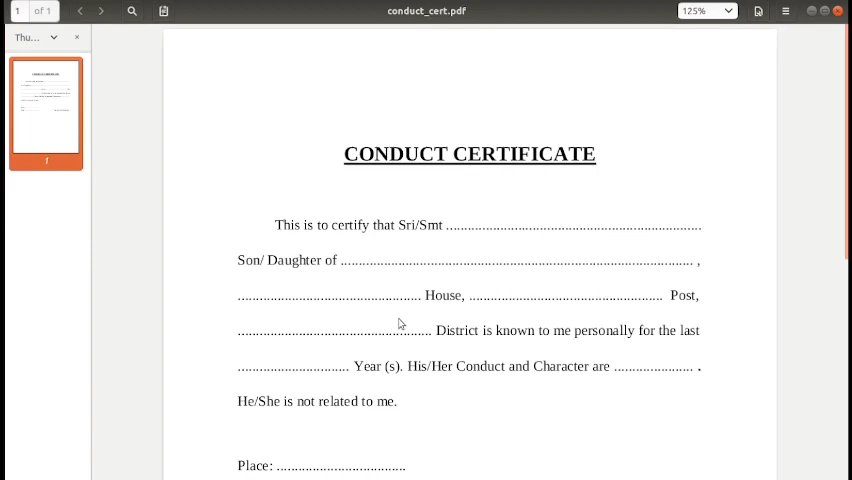 1 of 1
conduct_cert.pdf
125%
Thu...
1
CONDUCT CERTIFICATE
This is to certify that Sri/Smt .......................................................................
Son/ Daughter of .................................................................................................. ,
................................................... House, ...................................................... Post,
...................................................... District is known to me personally for the last
............................... Year (s). His/Her Conduct and Character are ...................... .
He/She is not related to me.
Place: ....................................